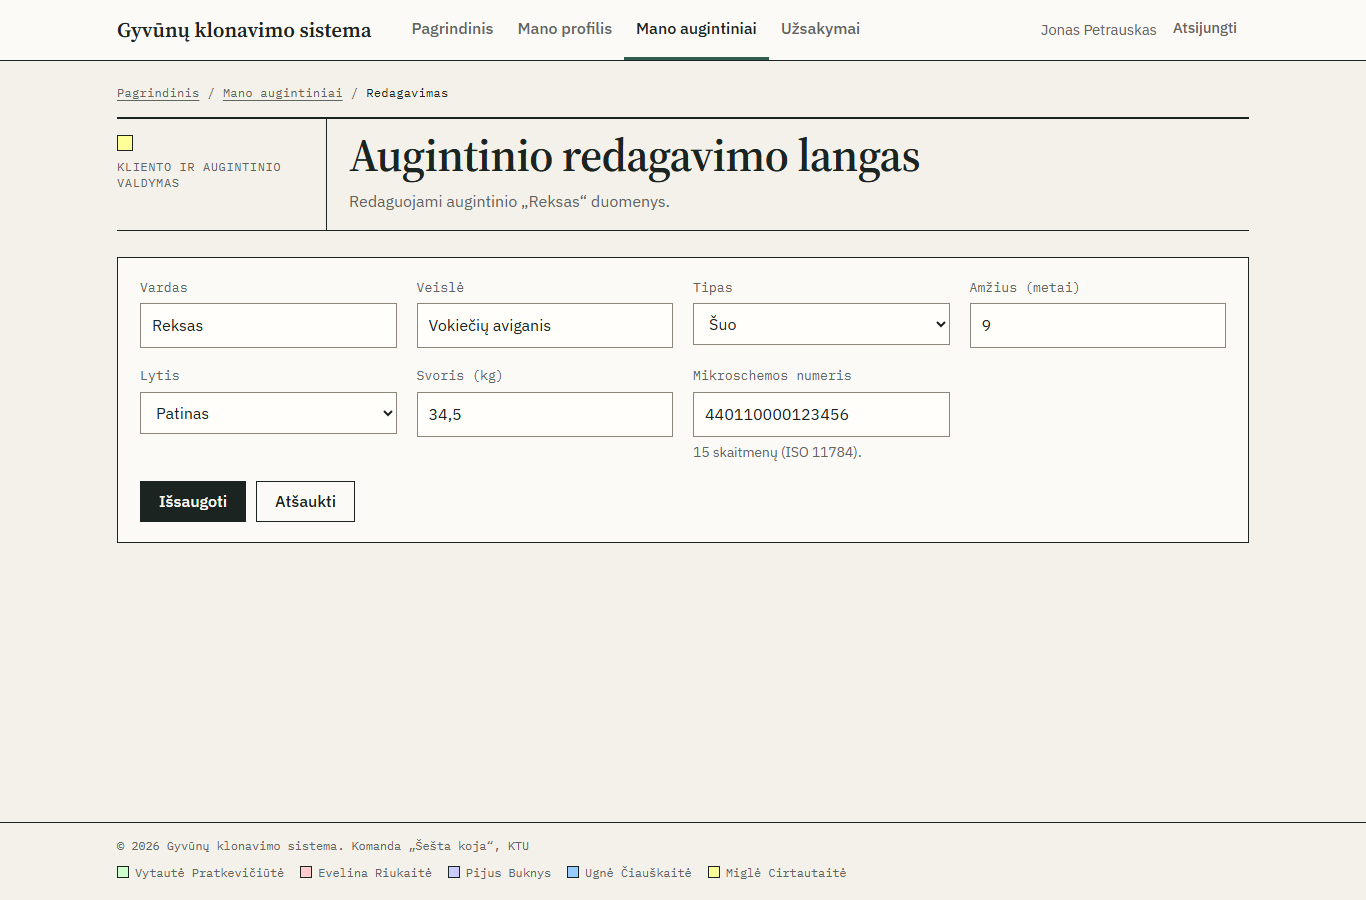 Gyvūnų klonavimo sistema Pagrindinis Mano profilis Mano augintiniai Užsakymai Jonas Petrauskas Atsijungti
Pagrindinis / Mano augintiniai / Redagavimas
KLIENTO IR AUGINTINIO
VALDYMAS
Augintinio redagavimo langas
Redaguojami augintinio „Reksas“ duomenys.
Vardas Veislė Tipas Amžius (metai)
Reksas Vokiečių aviganis Šuo 9
Lytis Svoris (kg) Mikroschemos numeris
Patinas 34,5 440110000123456
15 skaitmenų (ISO 11784).
Išsaugoti Atšaukti
© 2026 Gyvūnų klonavimo sistema. Komanda „Šešta koja“, KTU
Vytautė Pratkevičiūtė Evelina Riukaitė Pijus Buknys Ugnė Čiauškaitė Miglė Cirtautaitė